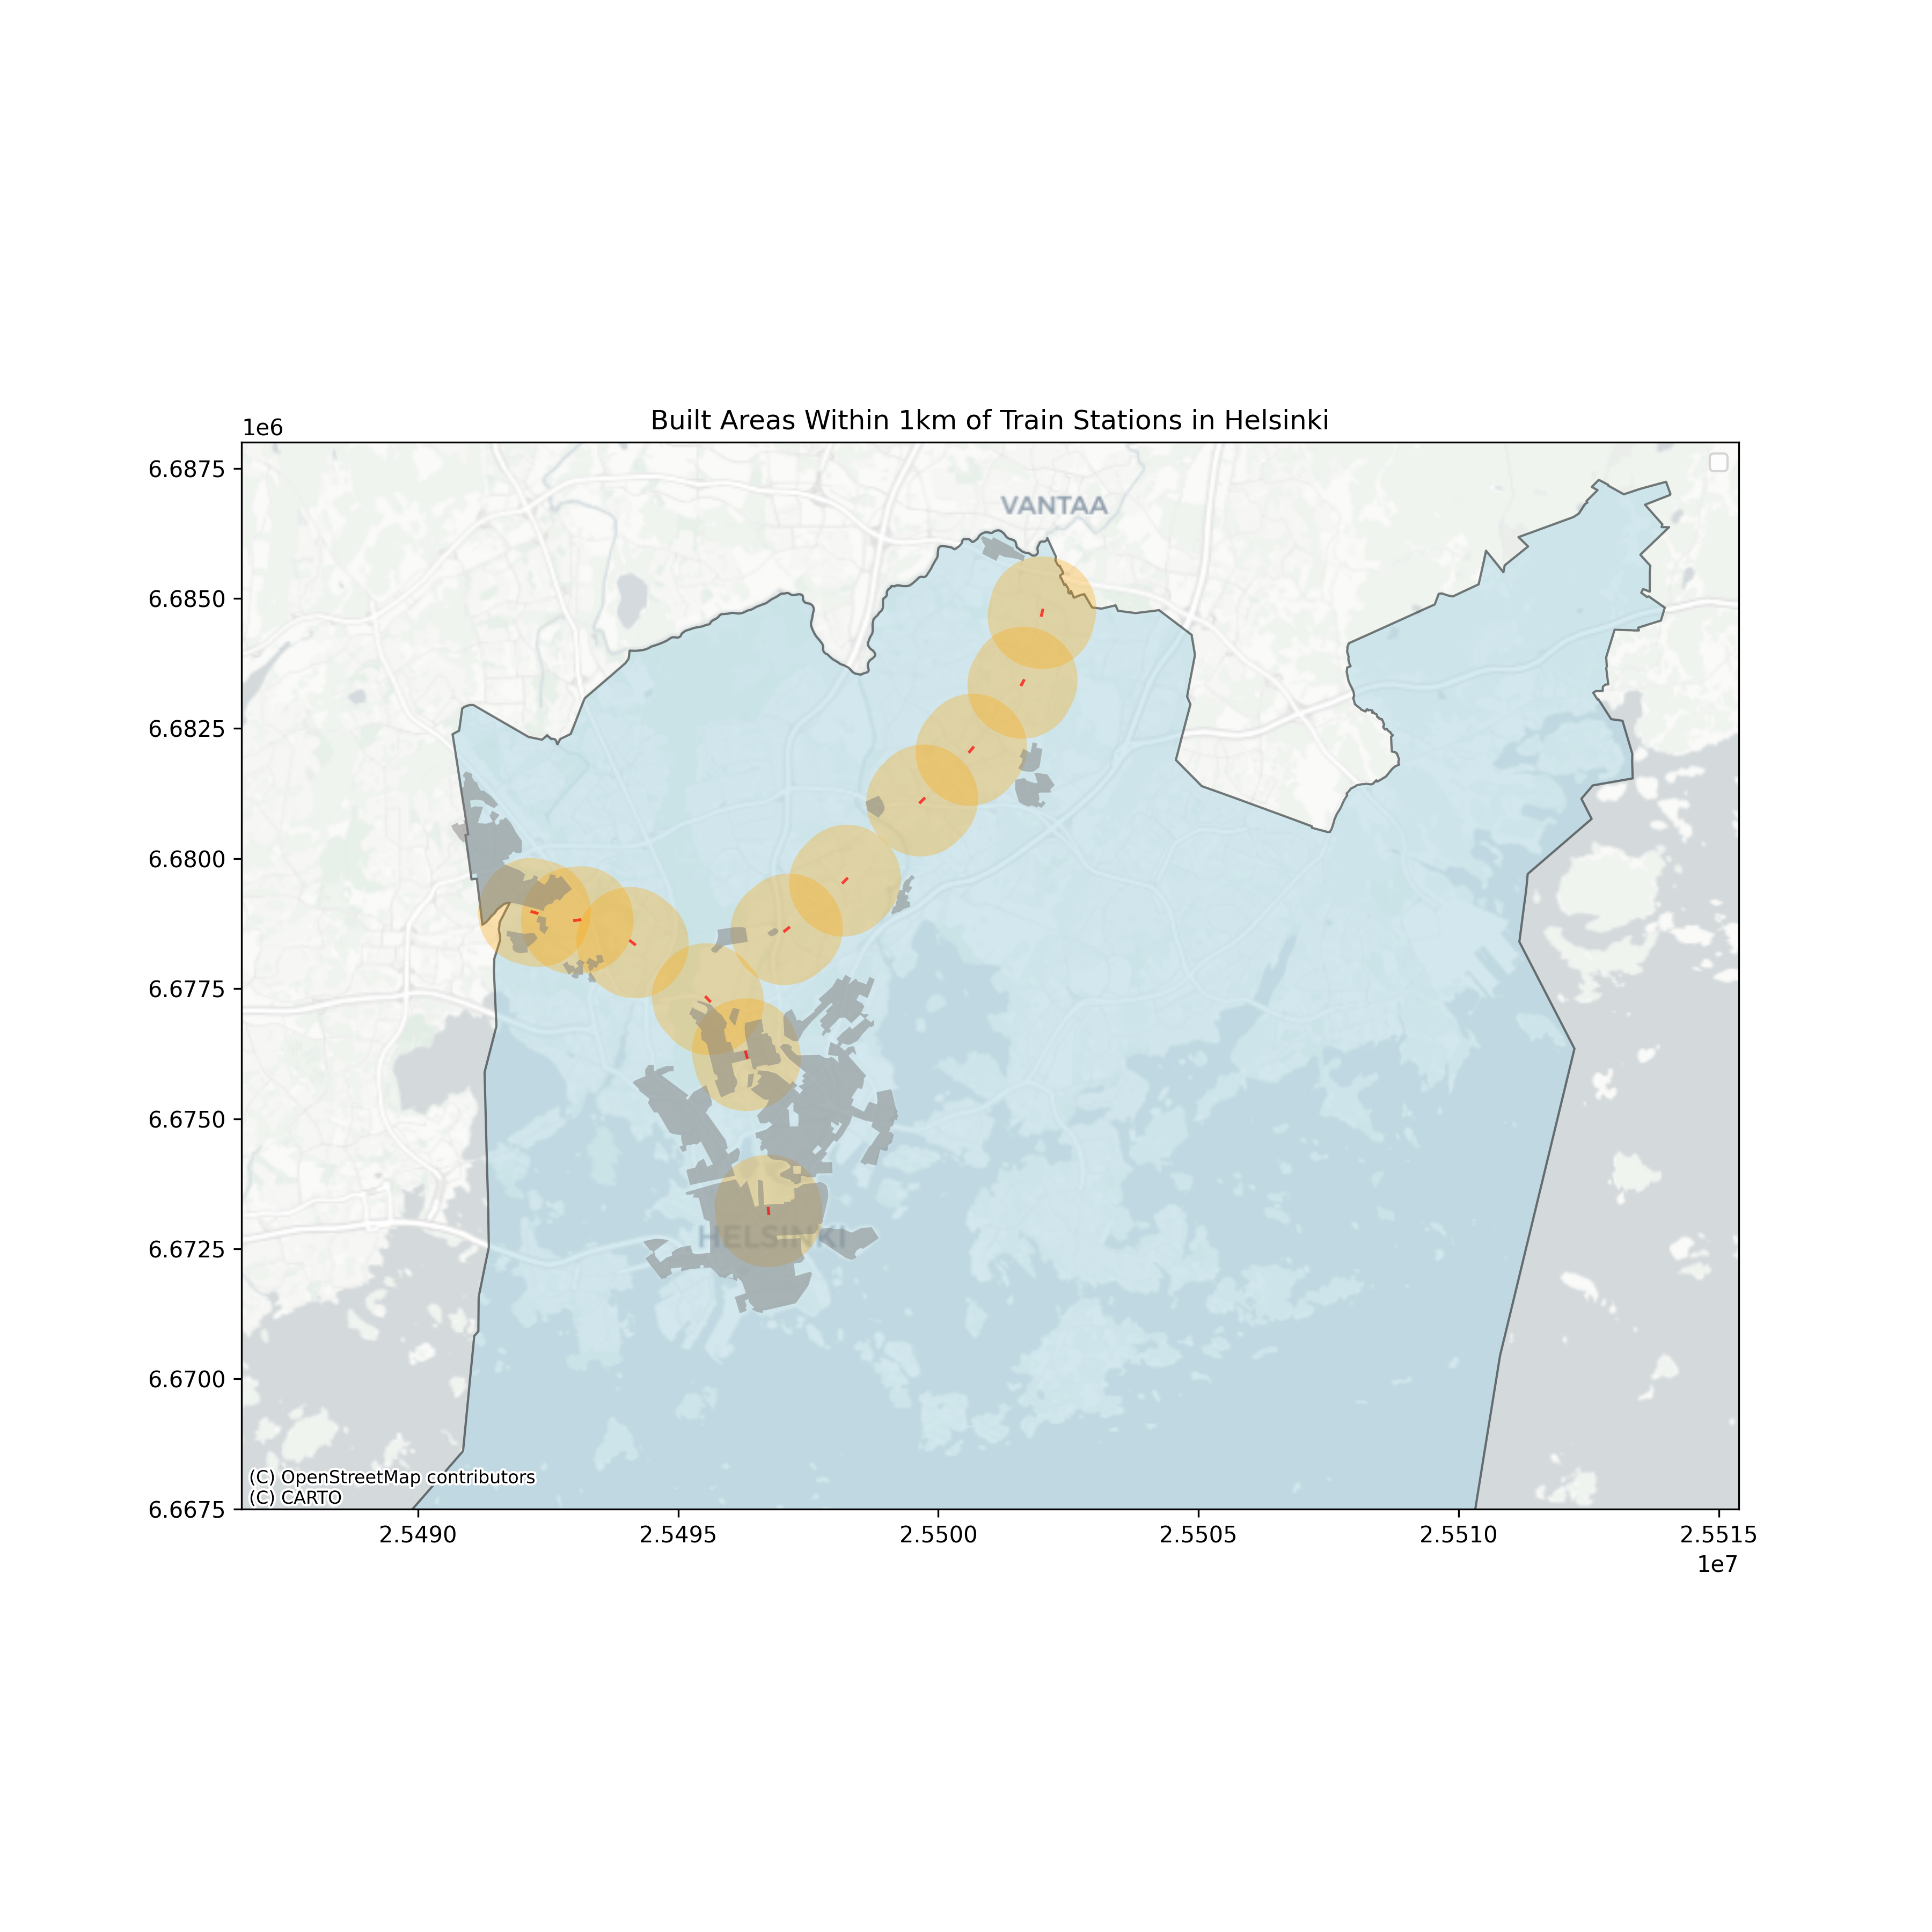 Built Areas Within 1km of Train Stations in Helsinki
1e6
6.6875
6.6850
6.6825
6.6800
6.6775
6.6750
6.6725
6.6700
6.6675
VANTAA
HELSINKI
(C) OpenStreetMap contributors
(C) CARTO
2.5490
2.5495
2.5500
2.5505
2.5510
2.5515
1e7